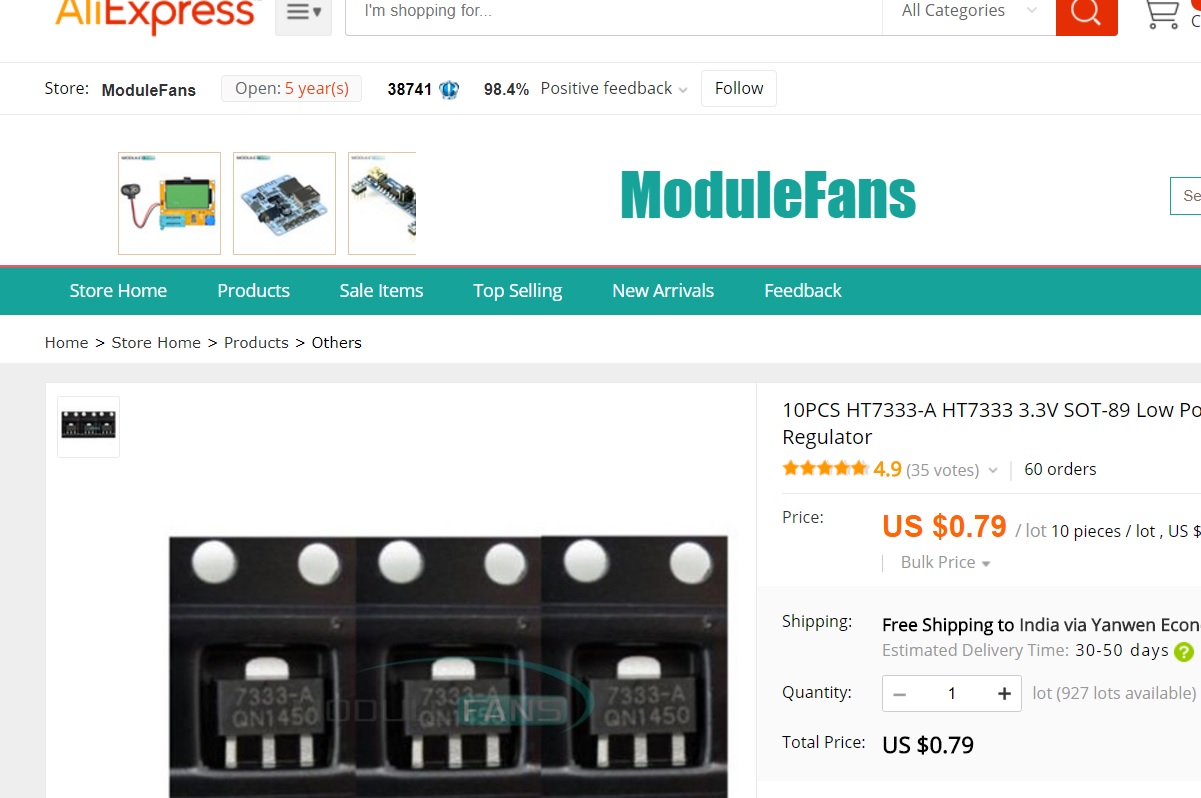 AliExpress
I'm shopping for...
All Categories
Store: ModuleFans Open: 5 year(s) 38741 98.4% Positive feedback Follow
ModuleFans
Se
Store Home Products Sale Items Top Selling New Arrivals Feedback
Home > Store Home > Products > Others
10PCS HT7333-A HT7333 3.3V SOT-89 Low Po
Regulator
4.9 (35 votes) 60 orders
Price: US $0.79 / lot 10 pieces / lot , US $
Bulk Price
Shipping: Free Shipping to India via Yanwen Econ
Estimated Delivery Time: 30-50 days ?
Quantity: − 1 + lot (927 lots available)
Total Price: US $0.79
7333-A
QN1450
7333-A
7333-A
QN1450
MODULE FANS